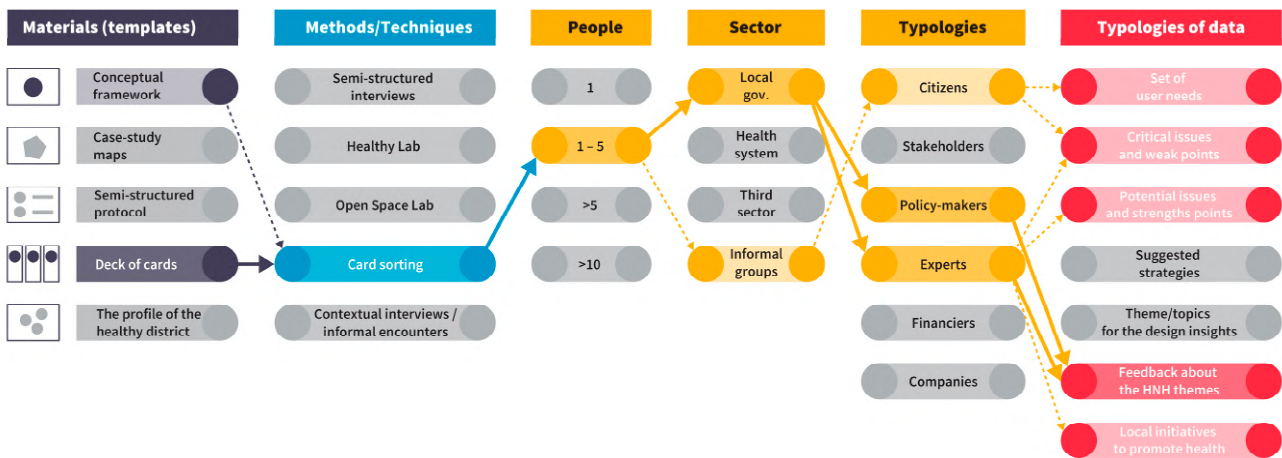 Materials (templates)
Methods/Techniques
People
Sector
Typologies
Typologies of data
Conceptual
framework
Case-study
maps
Semi-structured
protocol
Deck of cards
The profile of the
healthy district
Semi-structured
interviews
Healthy Lab
Open Space Lab
Card sorting
Contextual interviews /
informal encounters
1
1 – 5
>5
>10
Local
gov.
Health
system
Third
sector
Informal
groups
Citizens
Stakeholders
Policy-makers
Experts
Financiers
Companies
Set of
user needs
Critical issues
and weak points
Potential issues
and strengths points
Suggested
strategies
Theme/topics
for the design insights
Feedback about
the HNH themes
Local initiatives
to promote health